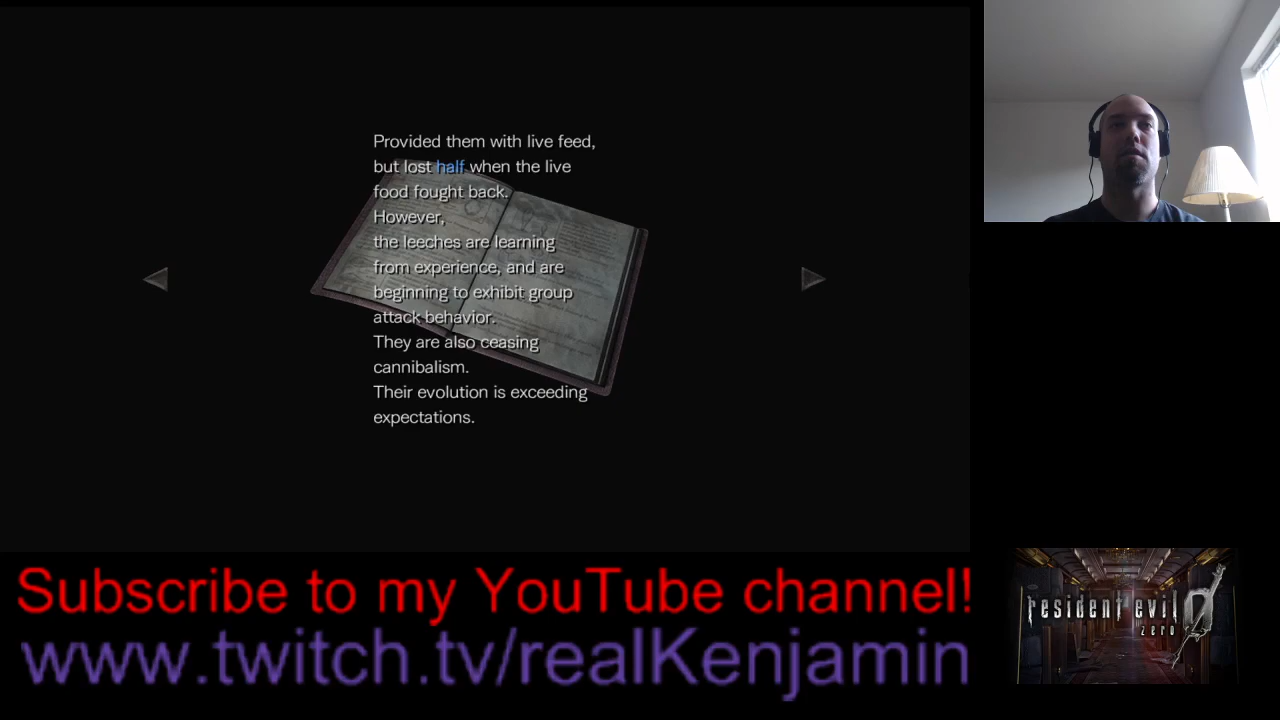 Provided them with live feed,
but lost half when the live
food fought back.
However,
the leeches are learning
from experience, and are
beginning to exhibit group
attack behavior.
They are also ceasing
cannibalism.
Their evolution is exceeding
expectations.
Subscribe to my YouTube channel!
www.twitch.tv/realKenjamin
resident evil 0
zero